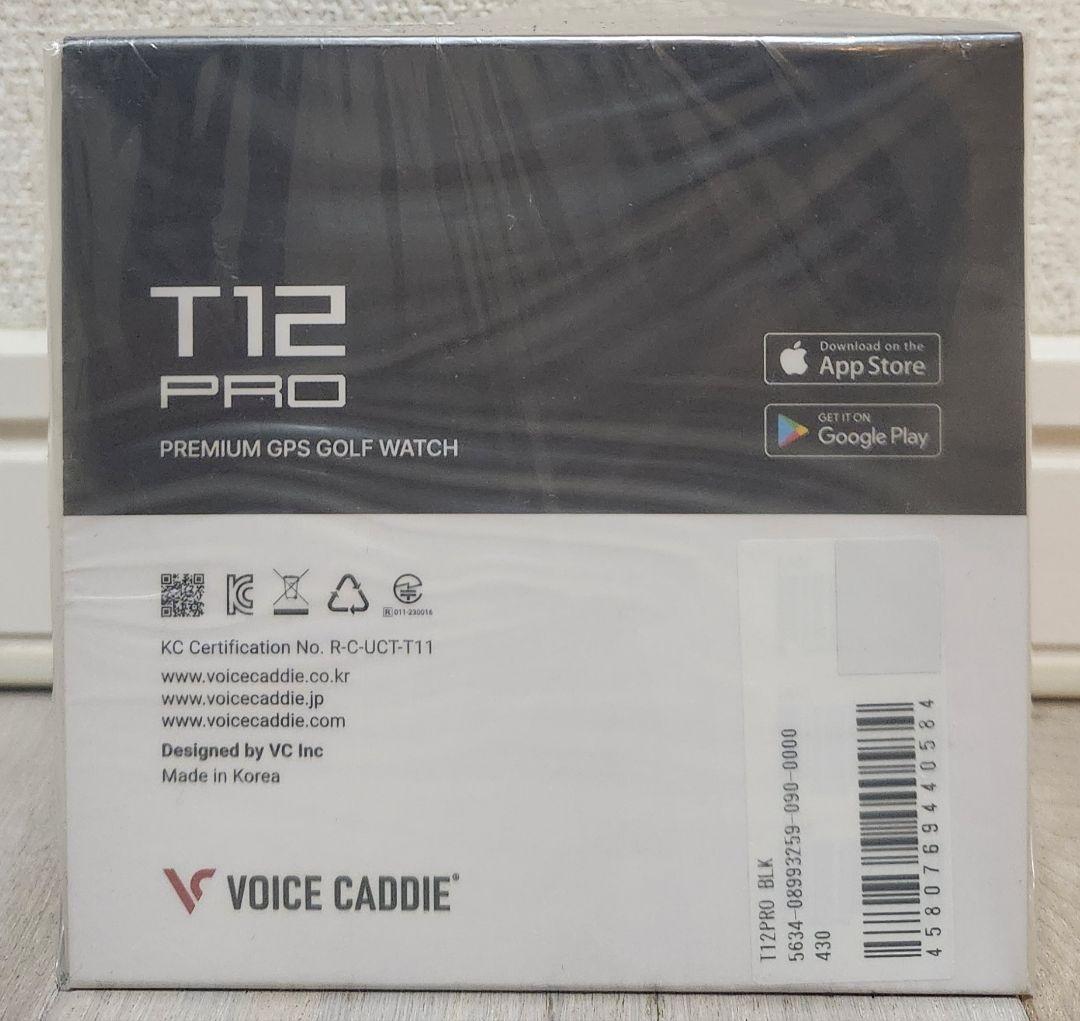 T12
PRO
PREMIUM GPS GOLF WATCH
Download on the
App Store
GET IT ON
Google Play
R 011-230016
KC Certification No. R-C-UCT-T11
www.voicecaddie.co.kr
www.voicecaddie.jp
www.voicecaddie.com
Designed by VC Inc
Made in Korea
VOICE CADDIE®
T12PRO BLK
5634-08993259-090-0000
430
4580769440584